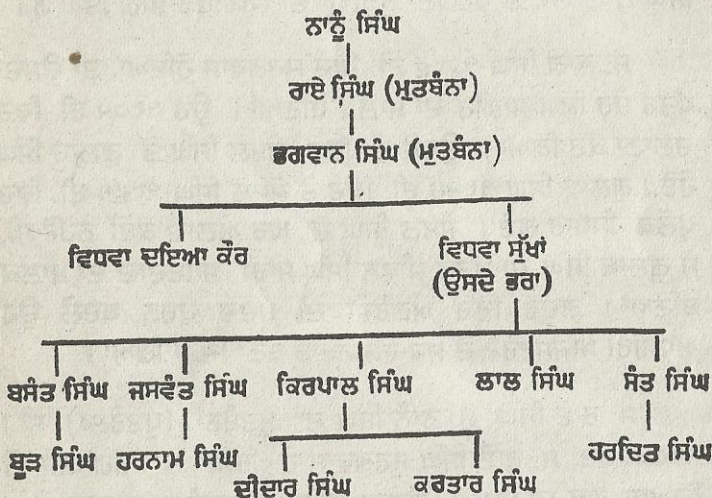 ਨਾਨੂੰ ਸਿੰਘ
ਰਾਏ ਸਿੰਘ (ਮੁਤਬੰਨਾ)
ਭਗਵਾਨ ਸਿੰਘ (ਮੁਤਬੰਨਾ)
ਵਿਧਵਾ ਦਇਆ ਕੌਰ ਵਿਧਵਾ ਸੁੱਖਾਂ
(ਉਸਦੇ ਭਰਾ)
ਬਸੰਤ ਸਿੰਘ ਜਸਵੰਤ ਸਿੰਘ ਕਿਰਪਾਲ ਸਿੰਘ ਲਾਲ ਸਿੰਘ ਸੰਤ ਸਿੰਘ
ਬੂੜ ਸਿੰਘ ਹਰਨਾਮ ਸਿੰਘ ਹਰਦਿਤ ਸਿੰਘ
ਦੀਦਾਰ ਸਿੰਘ ਕਰਤਾਰ ਸਿੰਘ